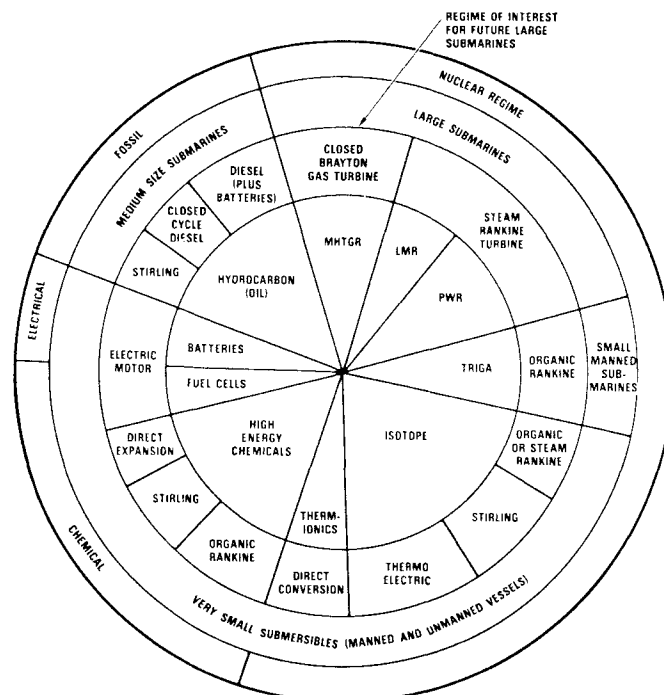 REGIME OF INTEREST
FOR FUTURE LARGE
SUBMARINES
NUCLEAR REGIME
FOSSIL
LARGE SUBMARINES
MEDIUM SIZE SUBMARINES
CLOSED
BRAYTON
GAS TURBINE
DIESEL
(PLUS
BATTERIES)
CLOSED
CYCLE
DIESEL
STIRLING
STEAM
RANKINE
TURBINE
HYDROCARBON
(OIL)
MHTGR
LMR
PWR
ELECTRICAL
ELECTRIC
MOTOR
BATTERIES
FUEL CELLS
TRIGA
ORGANIC
RANKINE
SMALL
MANNED
SUB-
MARINES
HIGH
ENERGY
CHEMICALS
ISOTOPE
DIRECT
EXPANSION
STIRLING
ORGANIC
RANKINE
THERM-
IONICS
DIRECT
CONVERSION
THERMO
ELECTRIC
STIRLING
ORGANIC
OR STEAM
RANKINE
CHEMICAL
VERY SMALL SUBMERSIBLES (MANNED AND UNMANNED VESSELS)